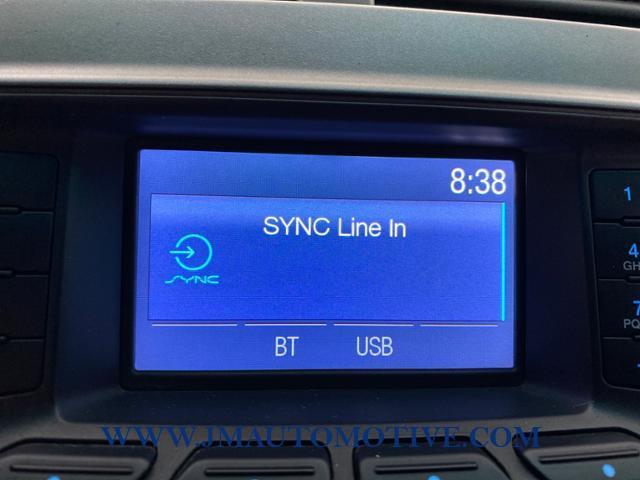 8:38
SYNC Line In
SYNC
BT USB
1
4
GH
7
PQ
WWW.JMAUTOMOTIVE.COM